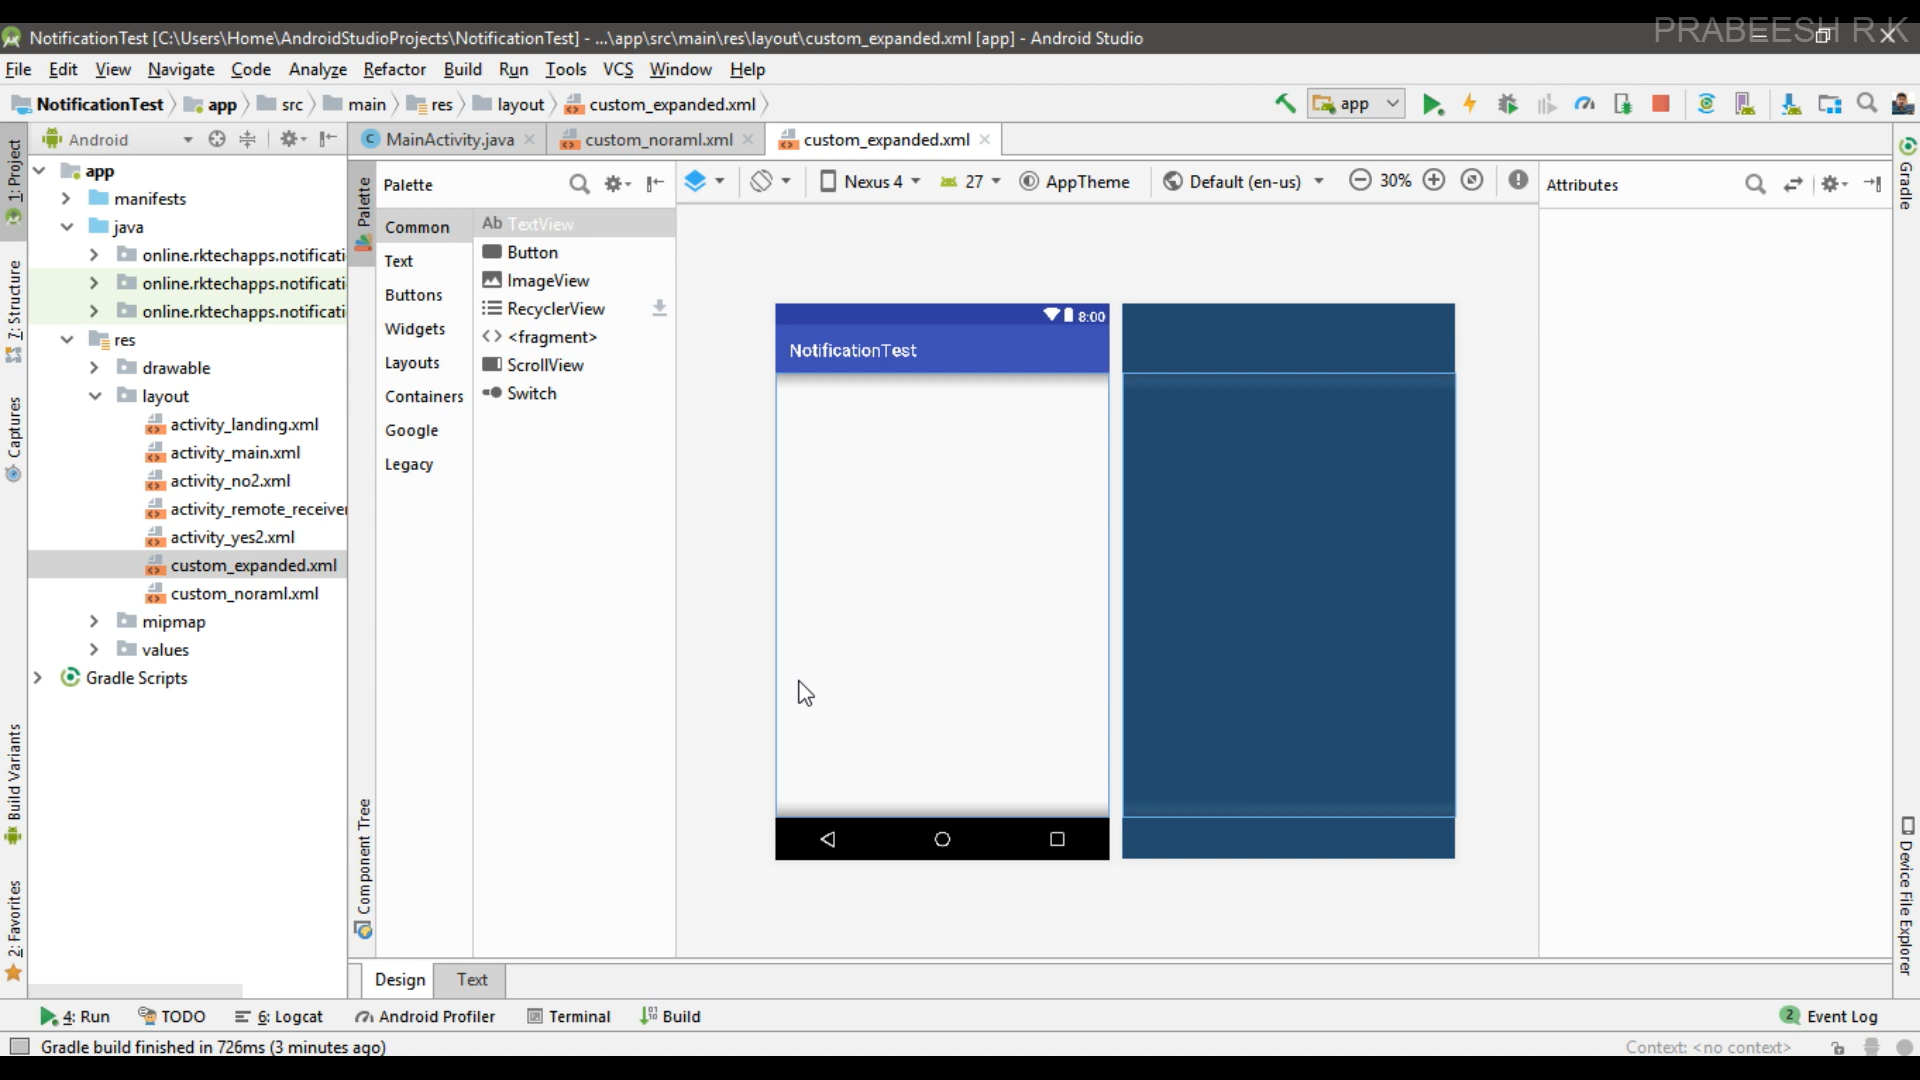 PRABEESH R K
NotificationTest [C:\Users\Home\AndroidStudioProjects\NotificationTest] - ...\app\src\main\res\layout\custom_expanded.xml [app] - Android Studio
File Edit View Navigate Code Analyze Refactor Build Run Tools VCS Window Help
NotificationTest app src main res layout custom_expanded.xml
app
Android
MainActivity.java custom_noraml.xml custom_expanded.xml
1: Project
7: Structure
Captures
Build Variants
2: Favorites
app
manifests
java
online.rktechapps.notificati
online.rktechapps.notificati
online.rktechapps.notificati
res
drawable
layout
activity_landing.xml
activity_main.xml
activity_no2.xml
activity_remote_receiver
activity_yes2.xml
custom_expanded.xml
custom_noraml.xml
mipmap
values
Gradle Scripts
Palette
Component Tree
Palette
Common
Text
Buttons
Widgets
Layouts
Containers
Google
Legacy
Ab TextView
Button
ImageView
RecyclerView
<fragment>
ScrollView
Switch
Nexus 4 27 AppTheme Default (en-us) 30%
8:00
NotificationTest
Attributes
Gradle
Device File Explorer
Design Text
4: Run TODO 6: Logcat Android Profiler Terminal Build
2 Event Log
Gradle build finished in 726ms (3 minutes ago)
Context: <no context>